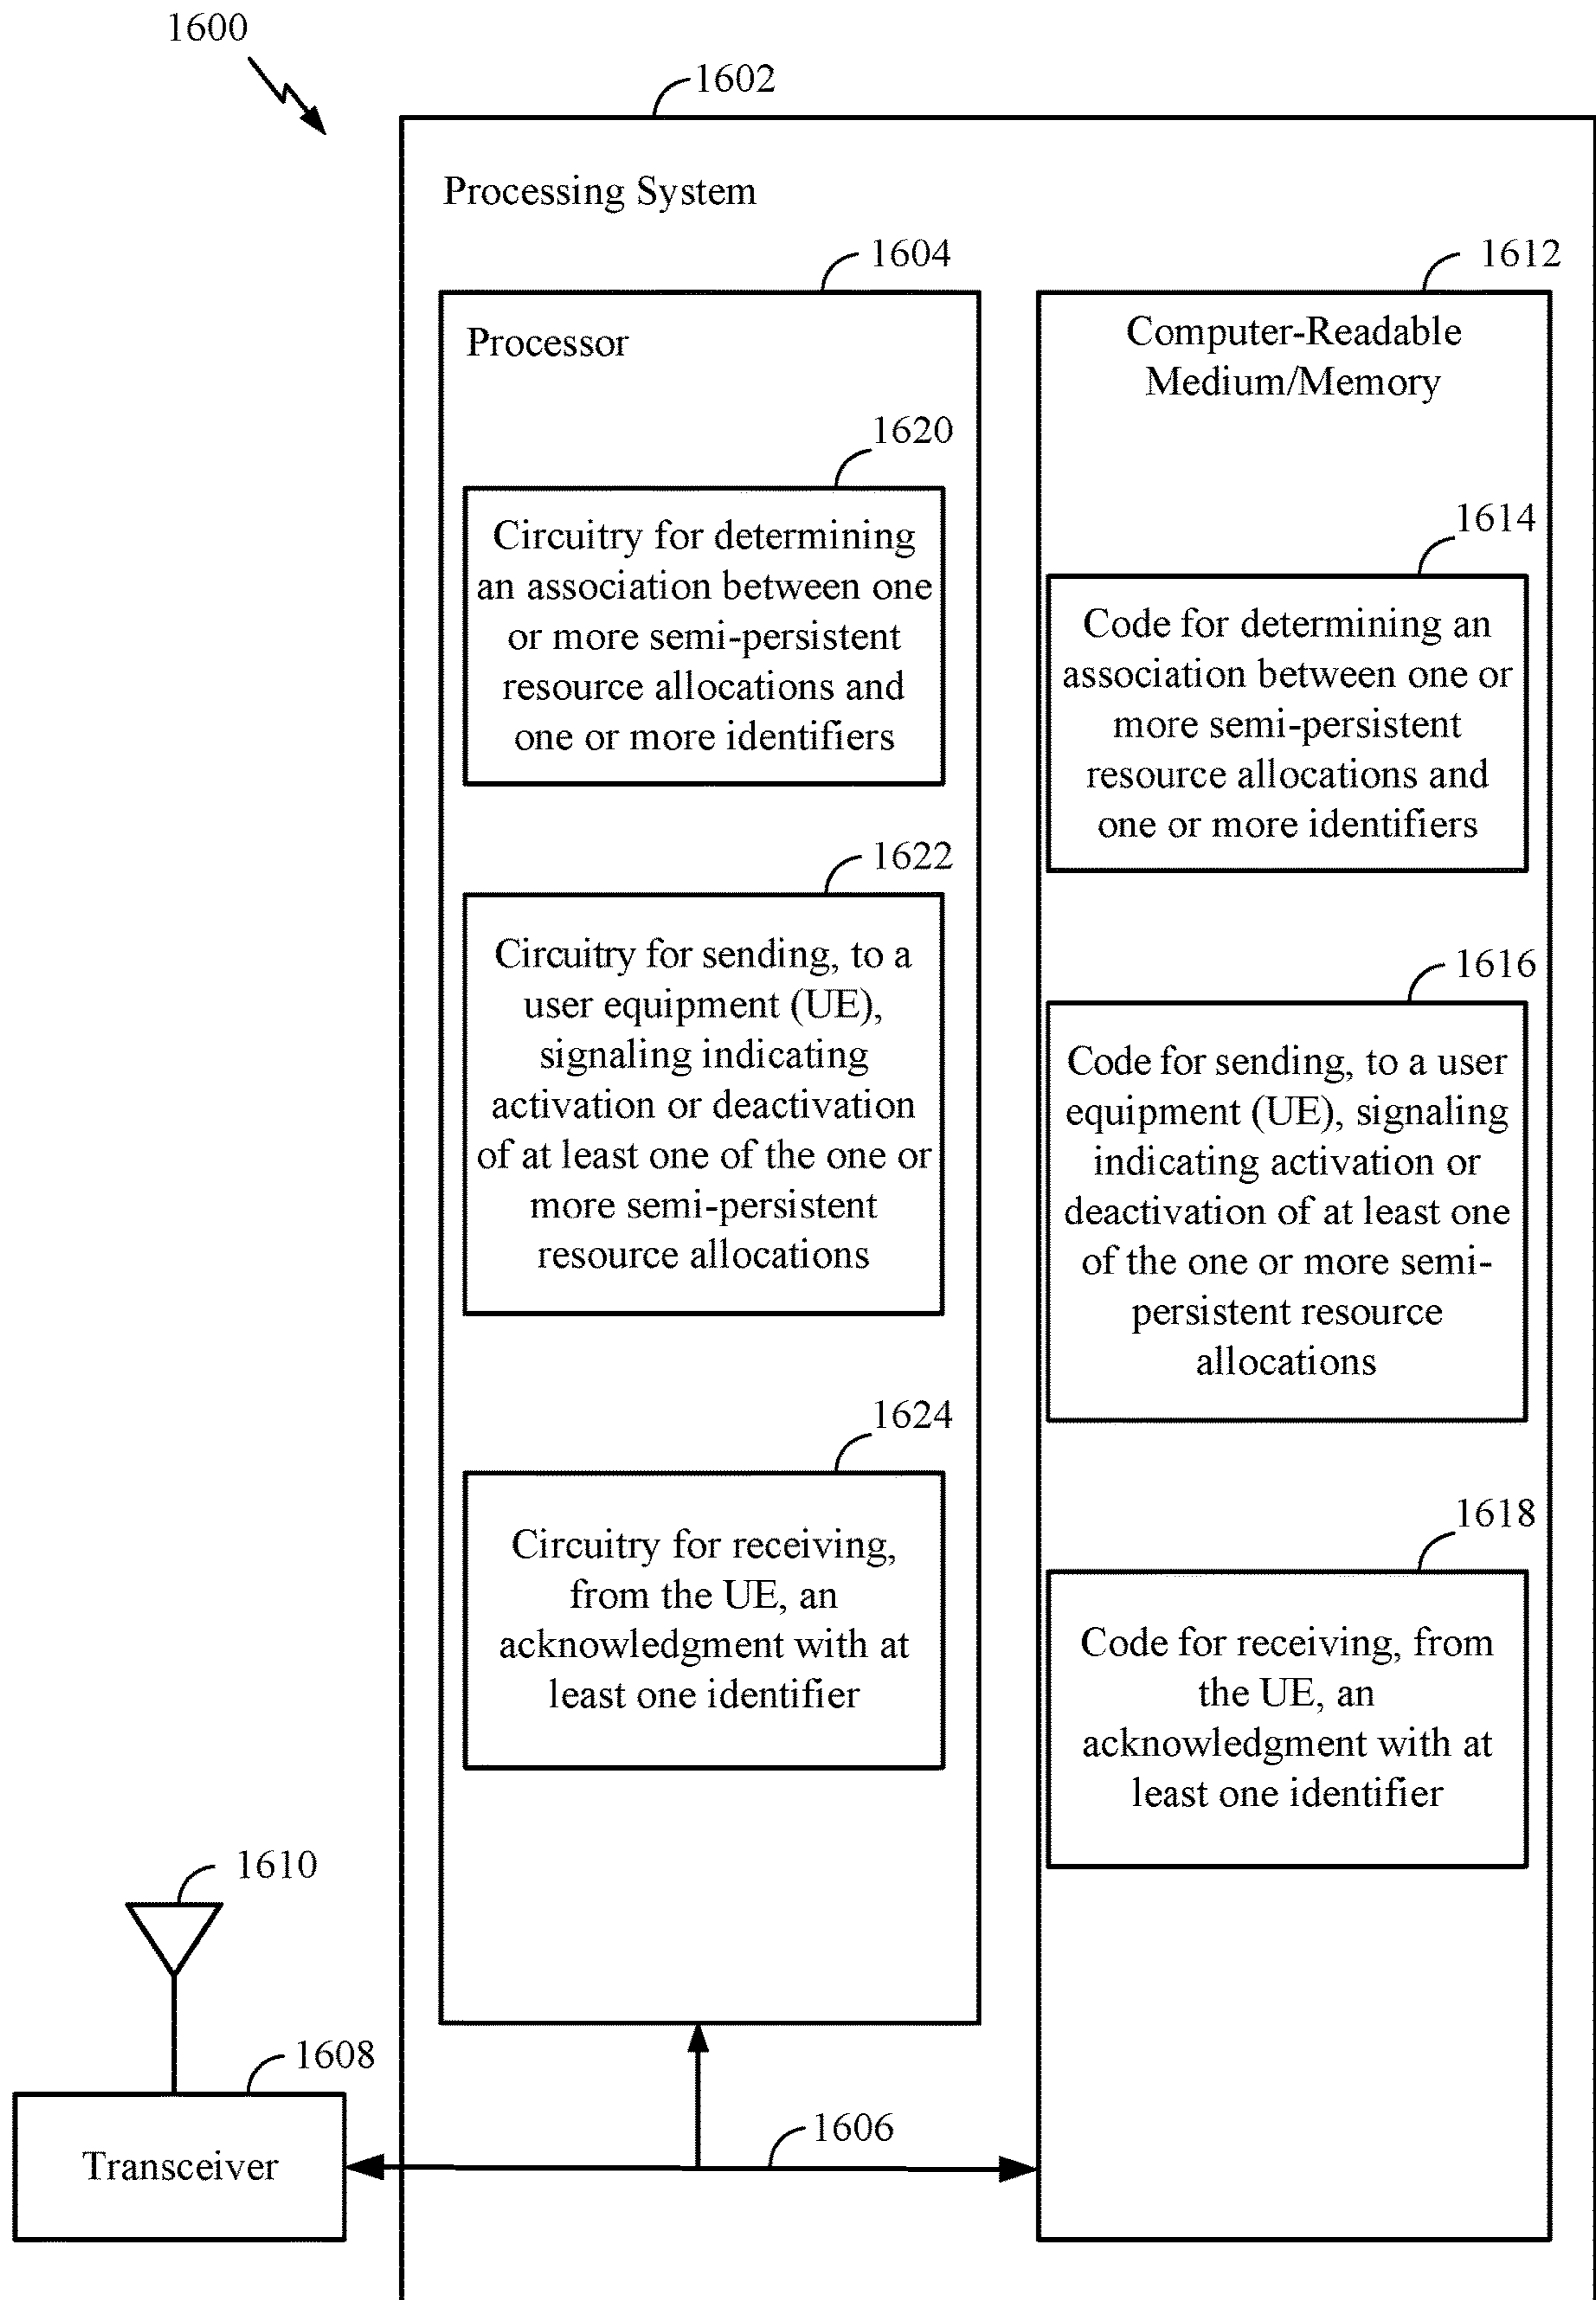 1600
1602
Processing System
1604
Processor
1620
Circuitry for determining
an association between one
or more semi-persistent
resource allocations and
one or more identifiers
1622
Circuitry for sending, to a
user equipment (UE),
signaling indicating
activation or deactivation
of at least one of the one or
more semi-persistent
resource allocations
1624
Circuitry for receiving,
from the UE, an
acknowledgment with at
least one identifier
1612
Computer-Readable
Medium/Memory
1614
Code for determining an
association between one or
more semi-persistent
resource allocations and
one or more identifiers
1616
Code for sending, to a user
equipment (UE), signaling
indicating activation or
deactivation of at least one
of the one or more semi-
persistent resource
allocations
1618
Code for receiving, from
the UE, an
acknowledgment with at
least one identifier
1610
1608
Transceiver
1606